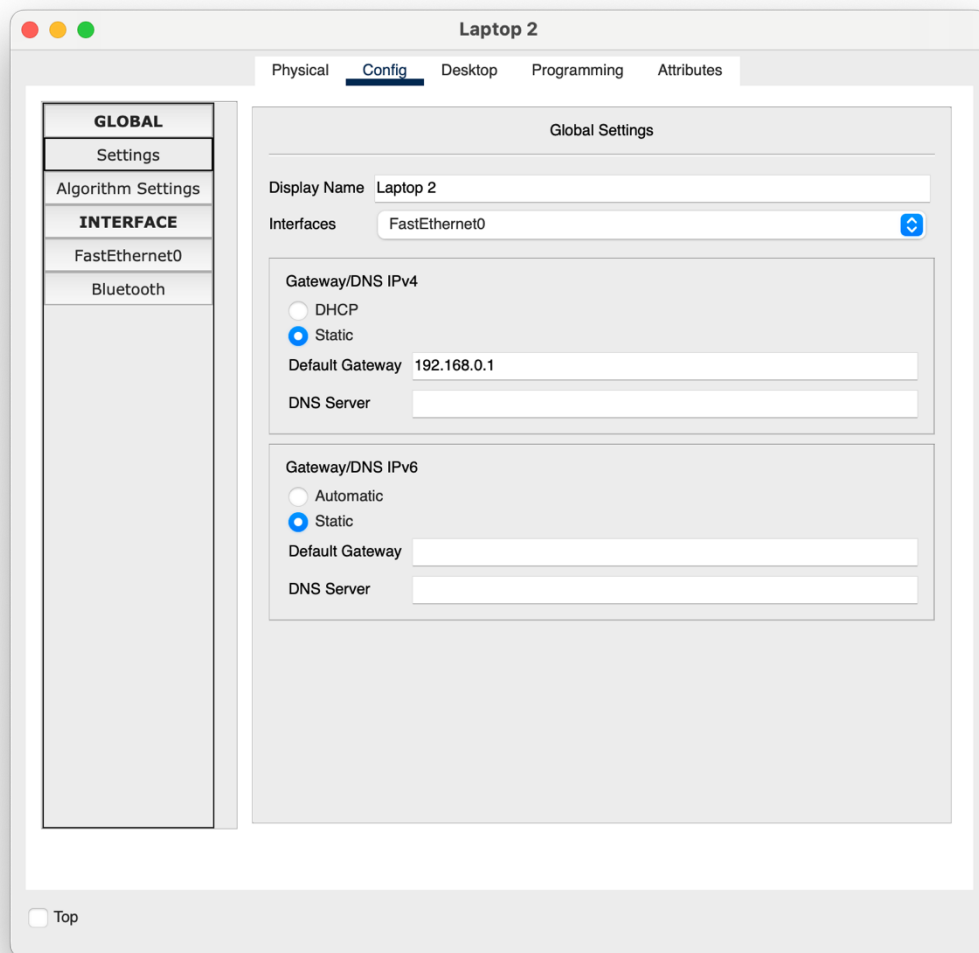 Laptop 2
Physical Config Desktop Programming Attributes
GLOBAL
Settings
Algorithm Settings
INTERFACE
FastEthernet0
Bluetooth
Global Settings
Display Name Laptop 2
Interfaces FastEthernet0
Gateway/DNS IPv4
DHCP
Static
Default Gateway 192.168.0.1
DNS Server
Gateway/DNS IPv6
Automatic
Static
Default Gateway
DNS Server
Top